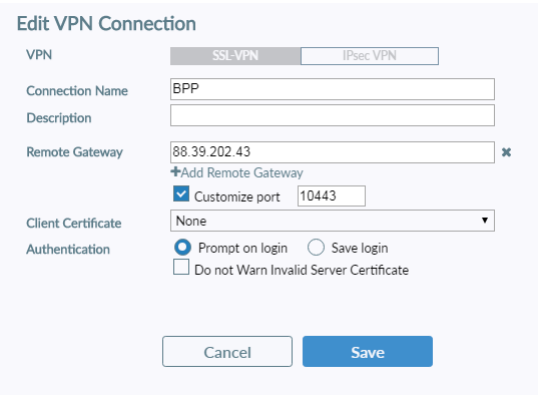 Edit VPN Connection
VPN SSL-VPN IPsec VPN
Connection Name BPP
Description
Remote Gateway 88.39.202.43 ✖
+Add Remote Gateway
Customize port 10443
Client Certificate None
Authentication Prompt on login Save login
Do not Warn Invalid Server Certificate
Cancel Save